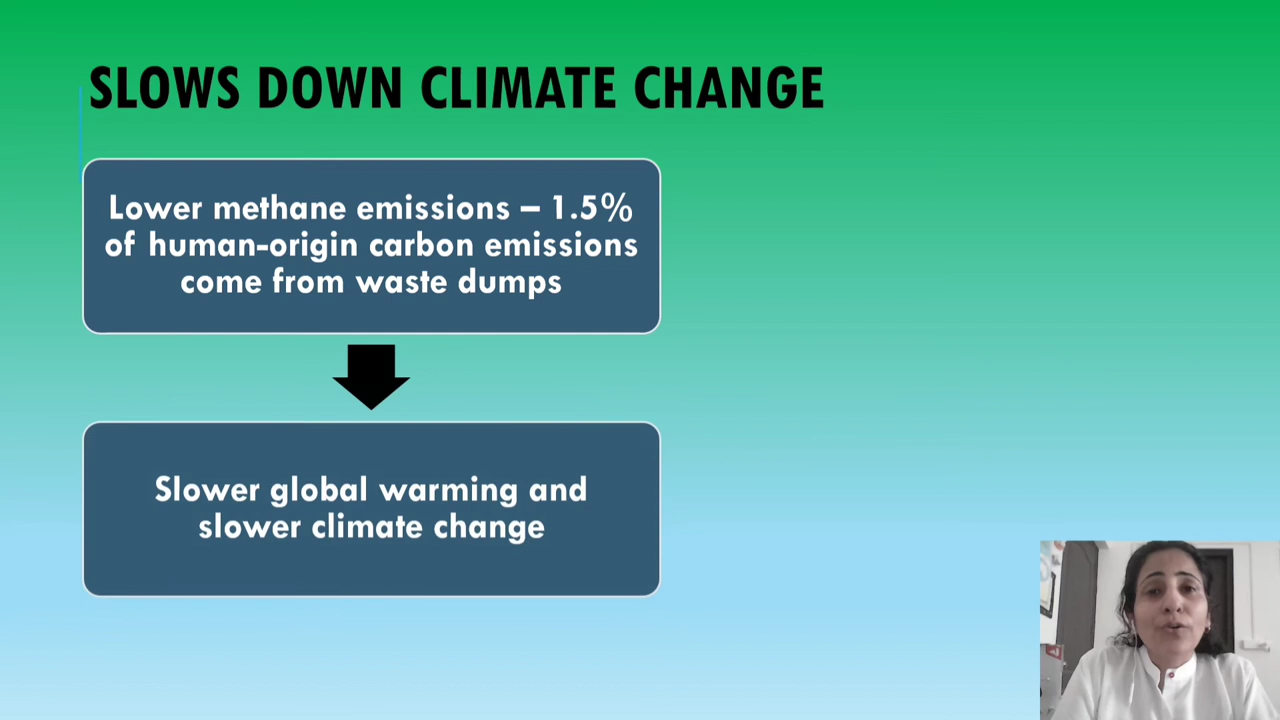 SLOWS DOWN CLIMATE CHANGE
Lower methane emissions – 1.5%
of human-origin carbon emissions
come from waste dumps
Slower global warming and
slower climate change